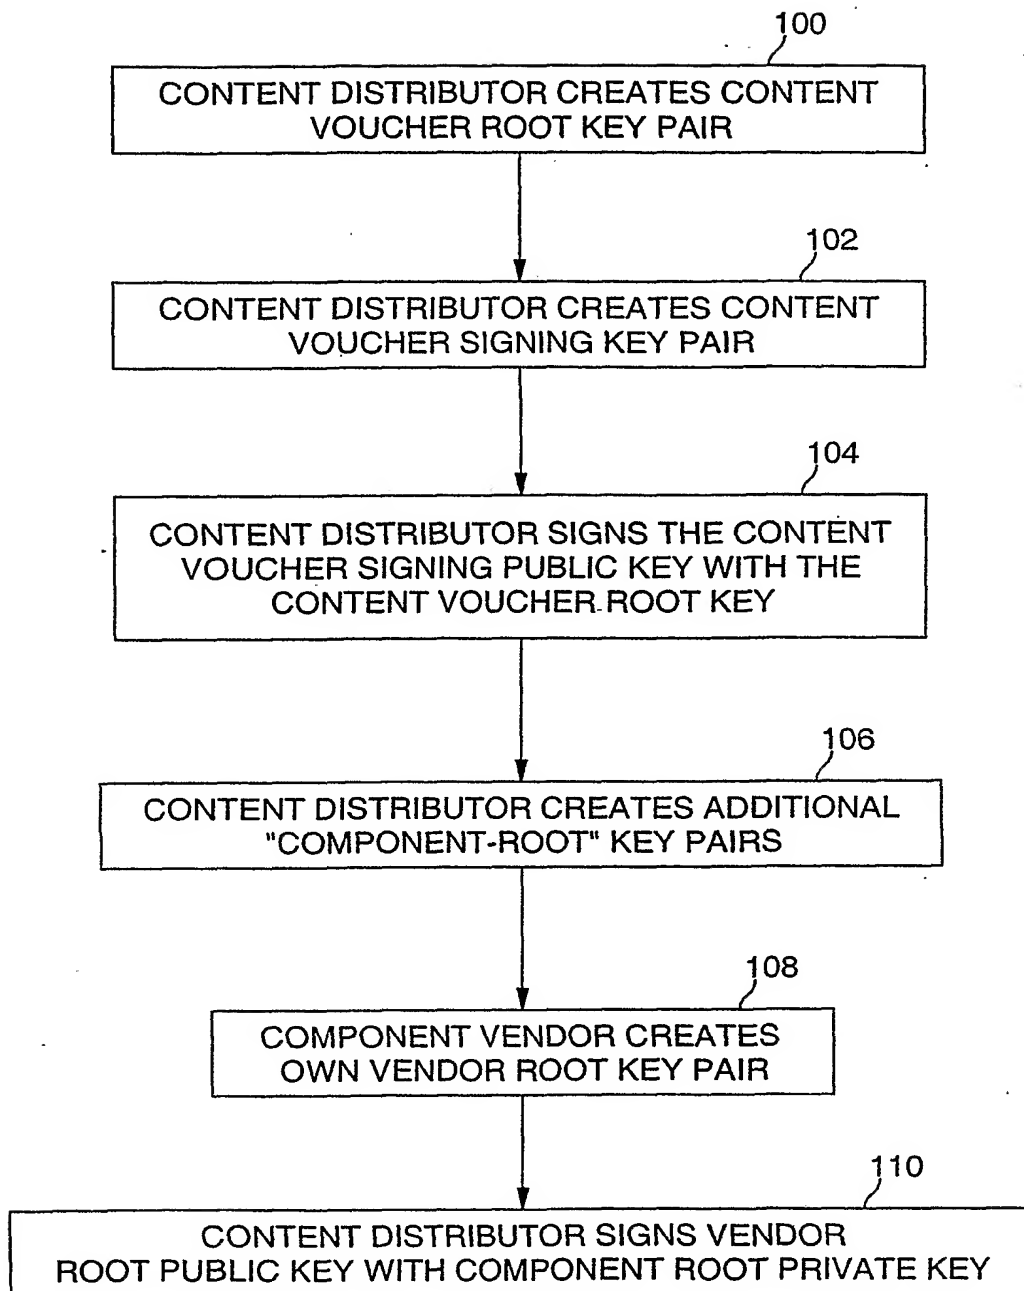 100
CONTENT DISTRIBUTOR CREATES CONTENT
VOUCHER ROOT KEY PAIR
102
CONTENT DISTRIBUTOR CREATES CONTENT
VOUCHER SIGNING KEY PAIR
104
CONTENT DISTRIBUTOR SIGNS THE CONTENT
VOUCHER SIGNING PUBLIC KEY WITH THE
CONTENT VOUCHER ROOT KEY
106
CONTENT DISTRIBUTOR CREATES ADDITIONAL
"COMPONENT-ROOT" KEY PAIRS
108
COMPONENT VENDOR CREATES
OWN VENDOR ROOT KEY PAIR
110
CONTENT DISTRIBUTOR SIGNS VENDOR
ROOT PUBLIC KEY WITH COMPONENT ROOT PRIVATE KEY